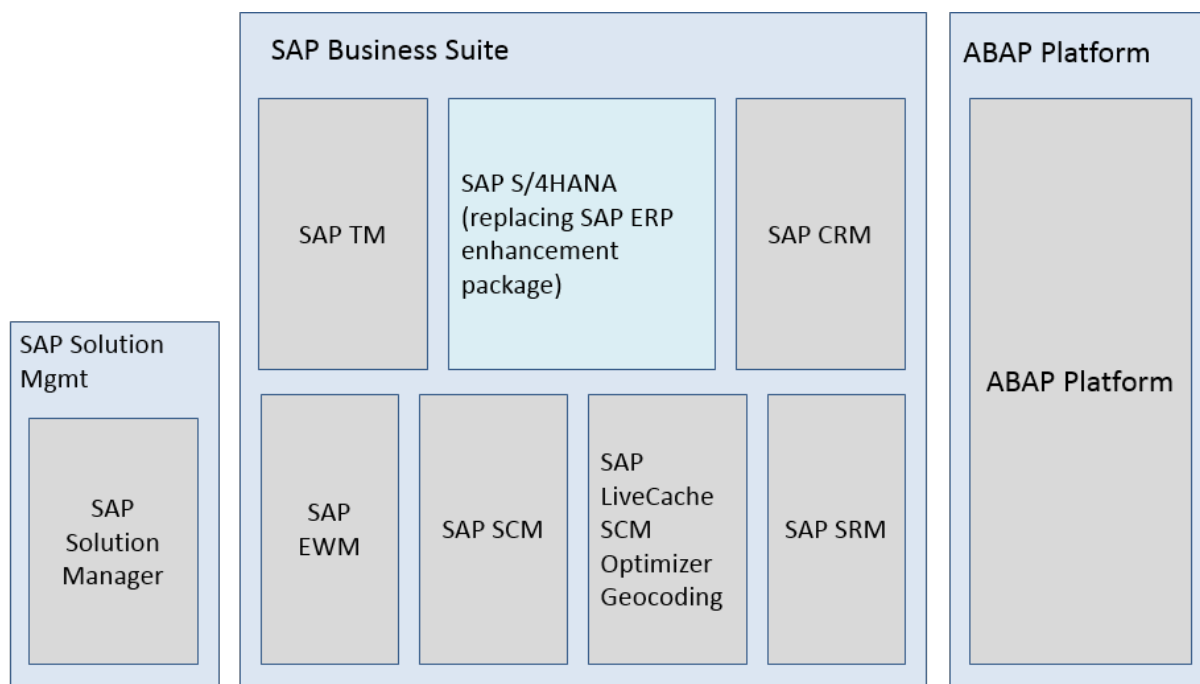 SAP Business Suite
SAP TM
SAP S/4HANA
(replacing SAP ERP
enhancement
package)
SAP CRM
SAP
EWM
SAP SCM
SAP
LiveCache
SCM
Optimizer
Geocoding
SAP SRM
ABAP Platform
ABAP Platform
SAP Solution
Mgmt
SAP
Solution
Manager